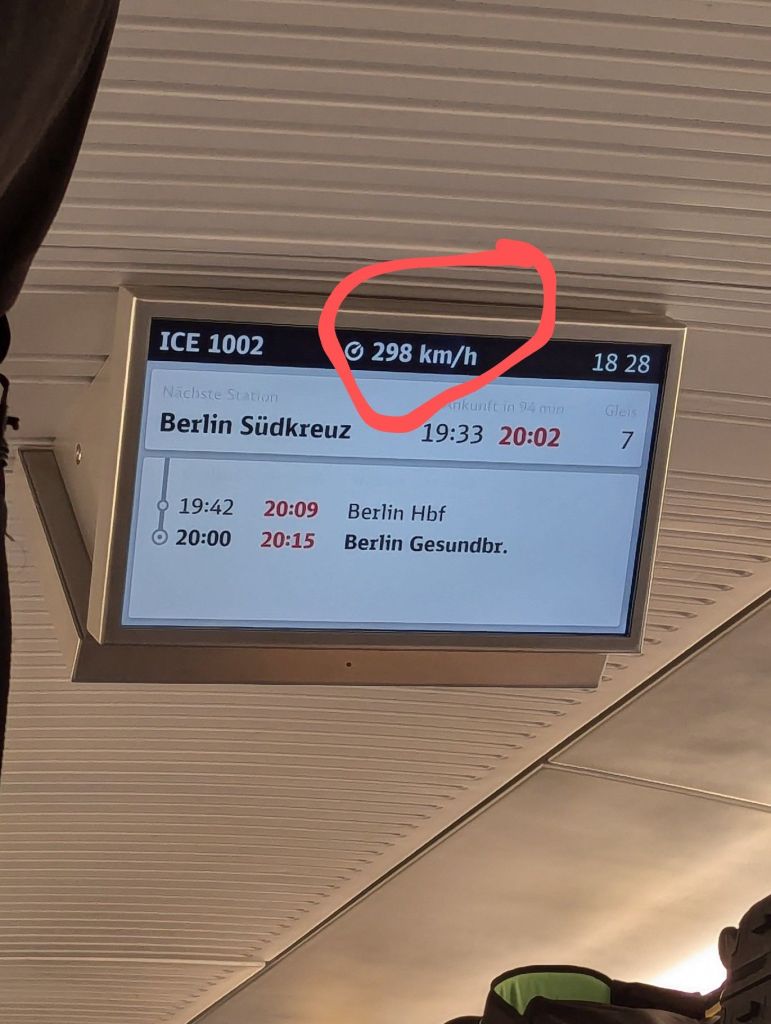 ICE 1002 298 km/h 18 28
Nächste Station Ankunft in 94 min Gleis
Berlin Südkreuz 19:33 20:02 7
19:42 20:09 Berlin Hbf
20:00 20:15 Berlin Gesundbr.